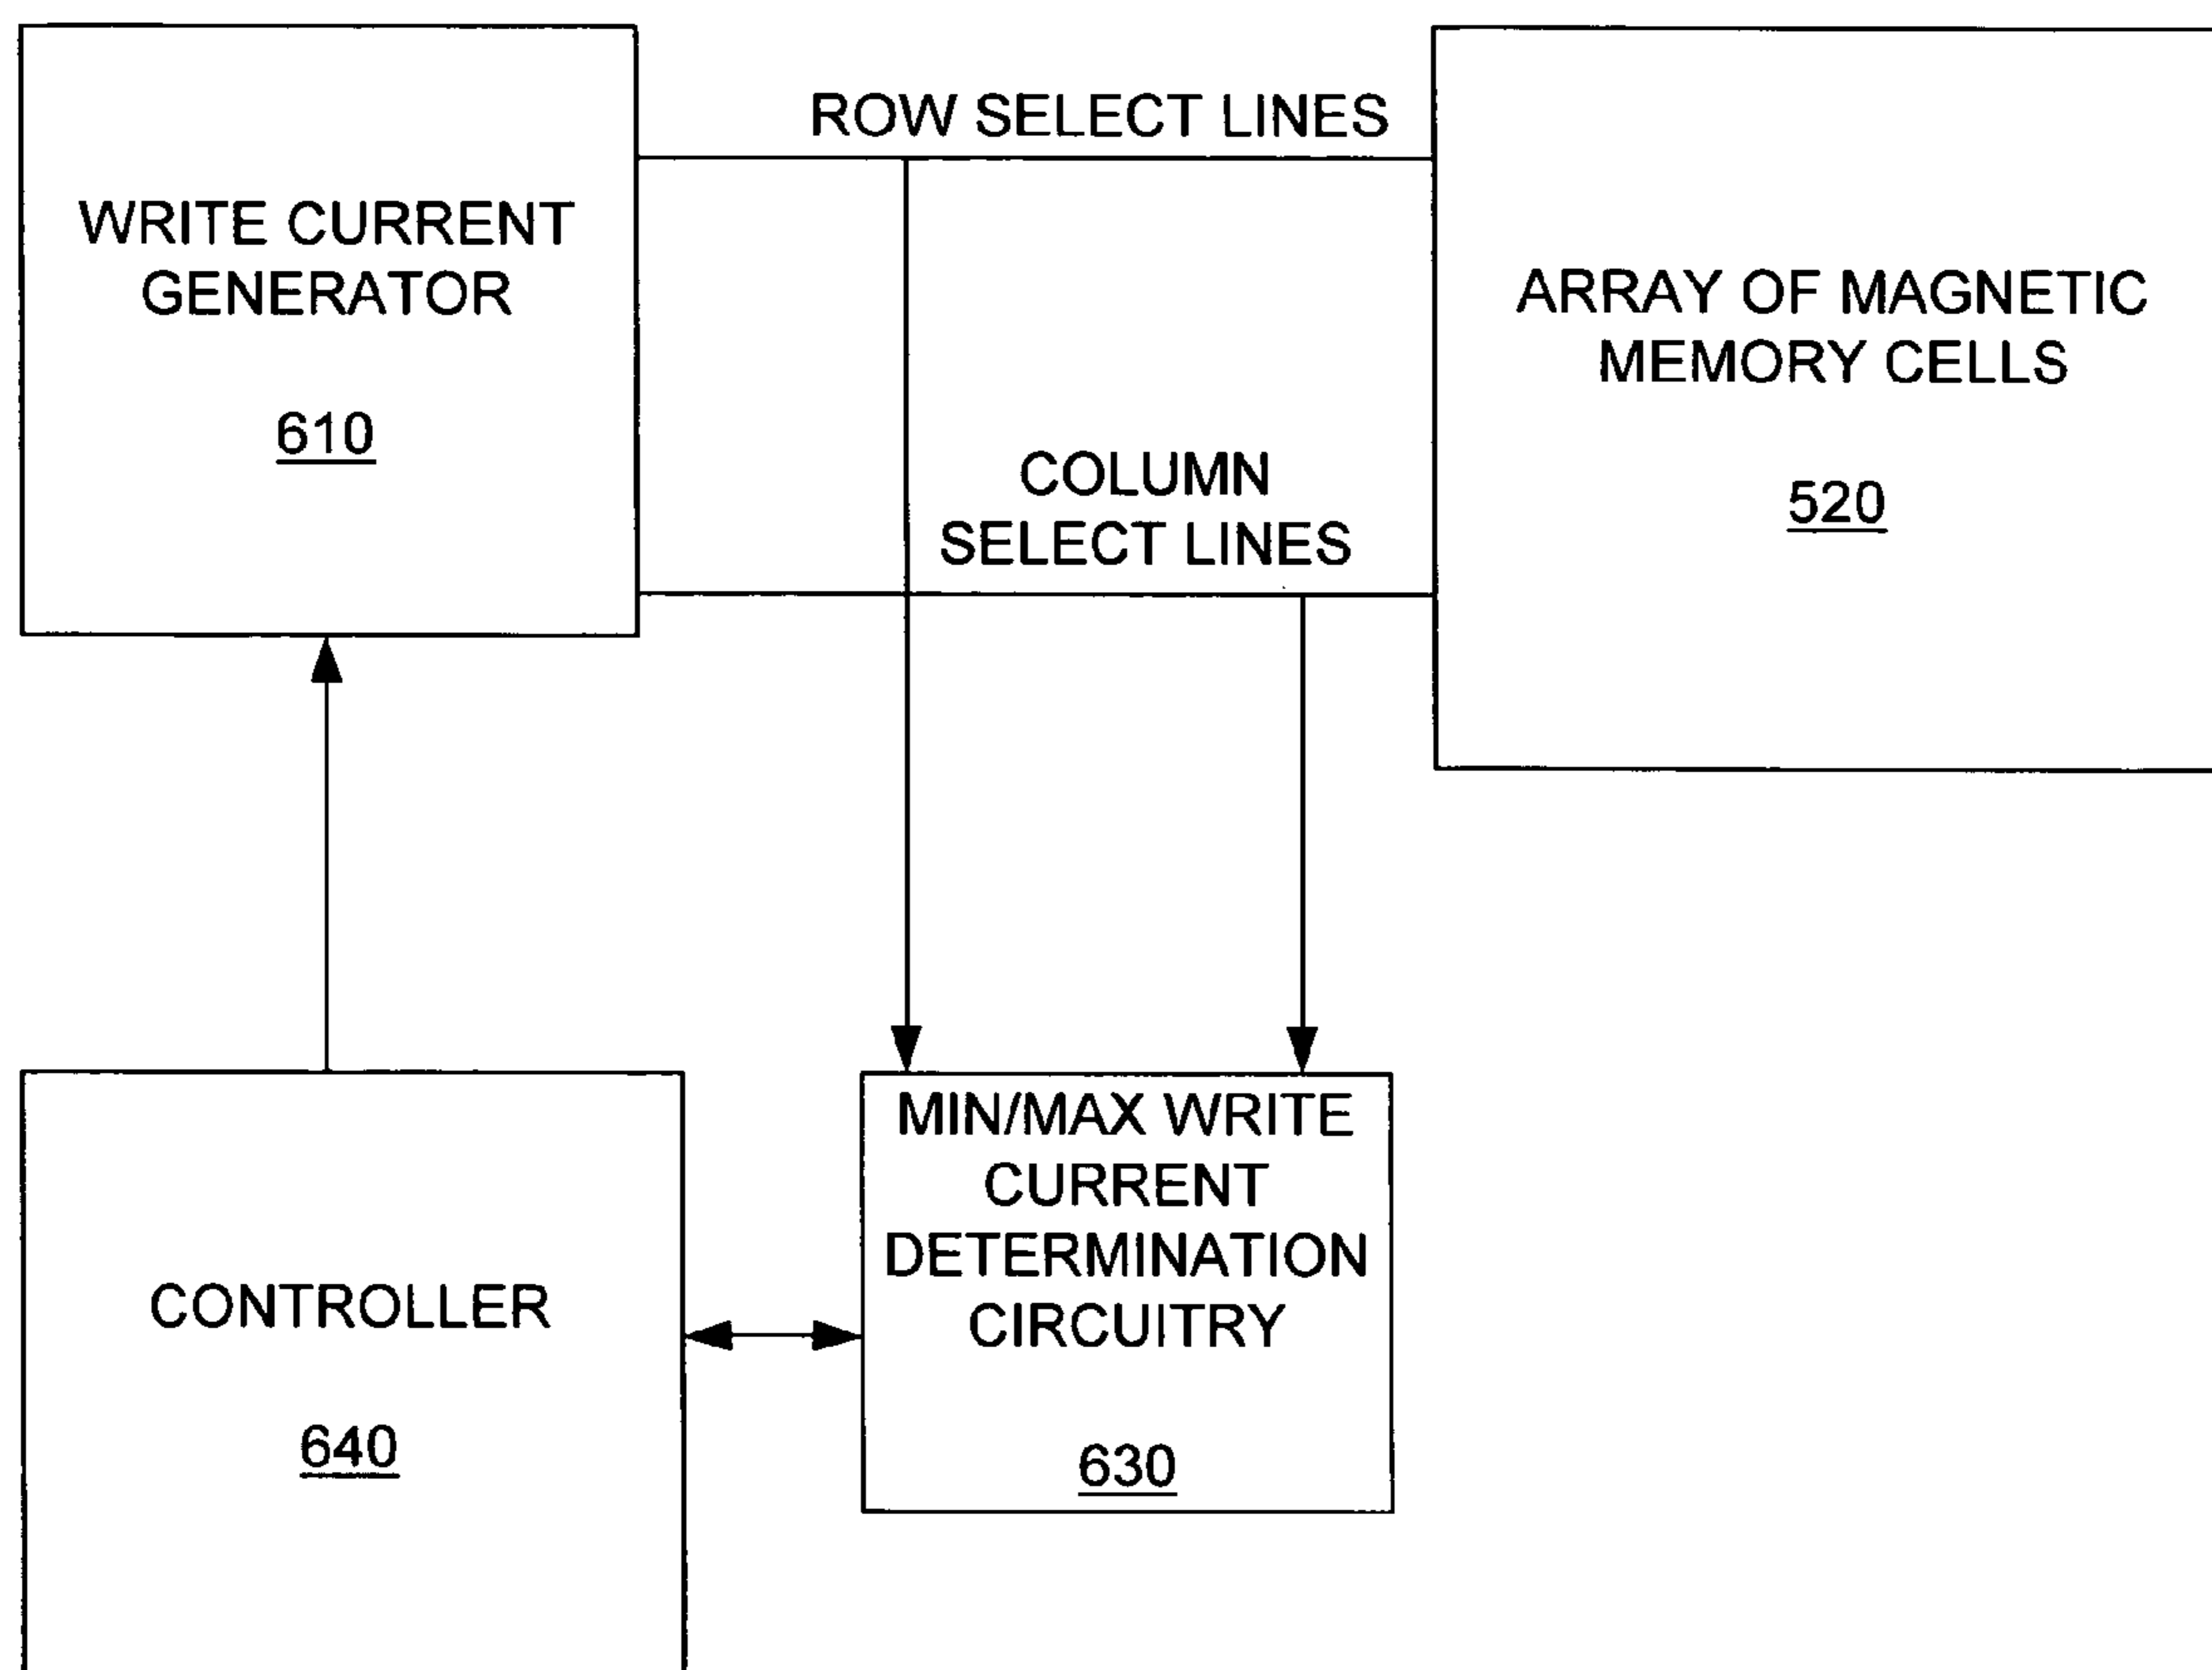 ROW SELECT LINES
WRITE CURRENT
GENERATOR
610
ARRAY OF MAGNETIC
MEMORY CELLS
520
COLUMN
SELECT LINES
MIN/MAX WRITE
CURRENT
DETERMINATION
CIRCUITRY
630
CONTROLLER
640